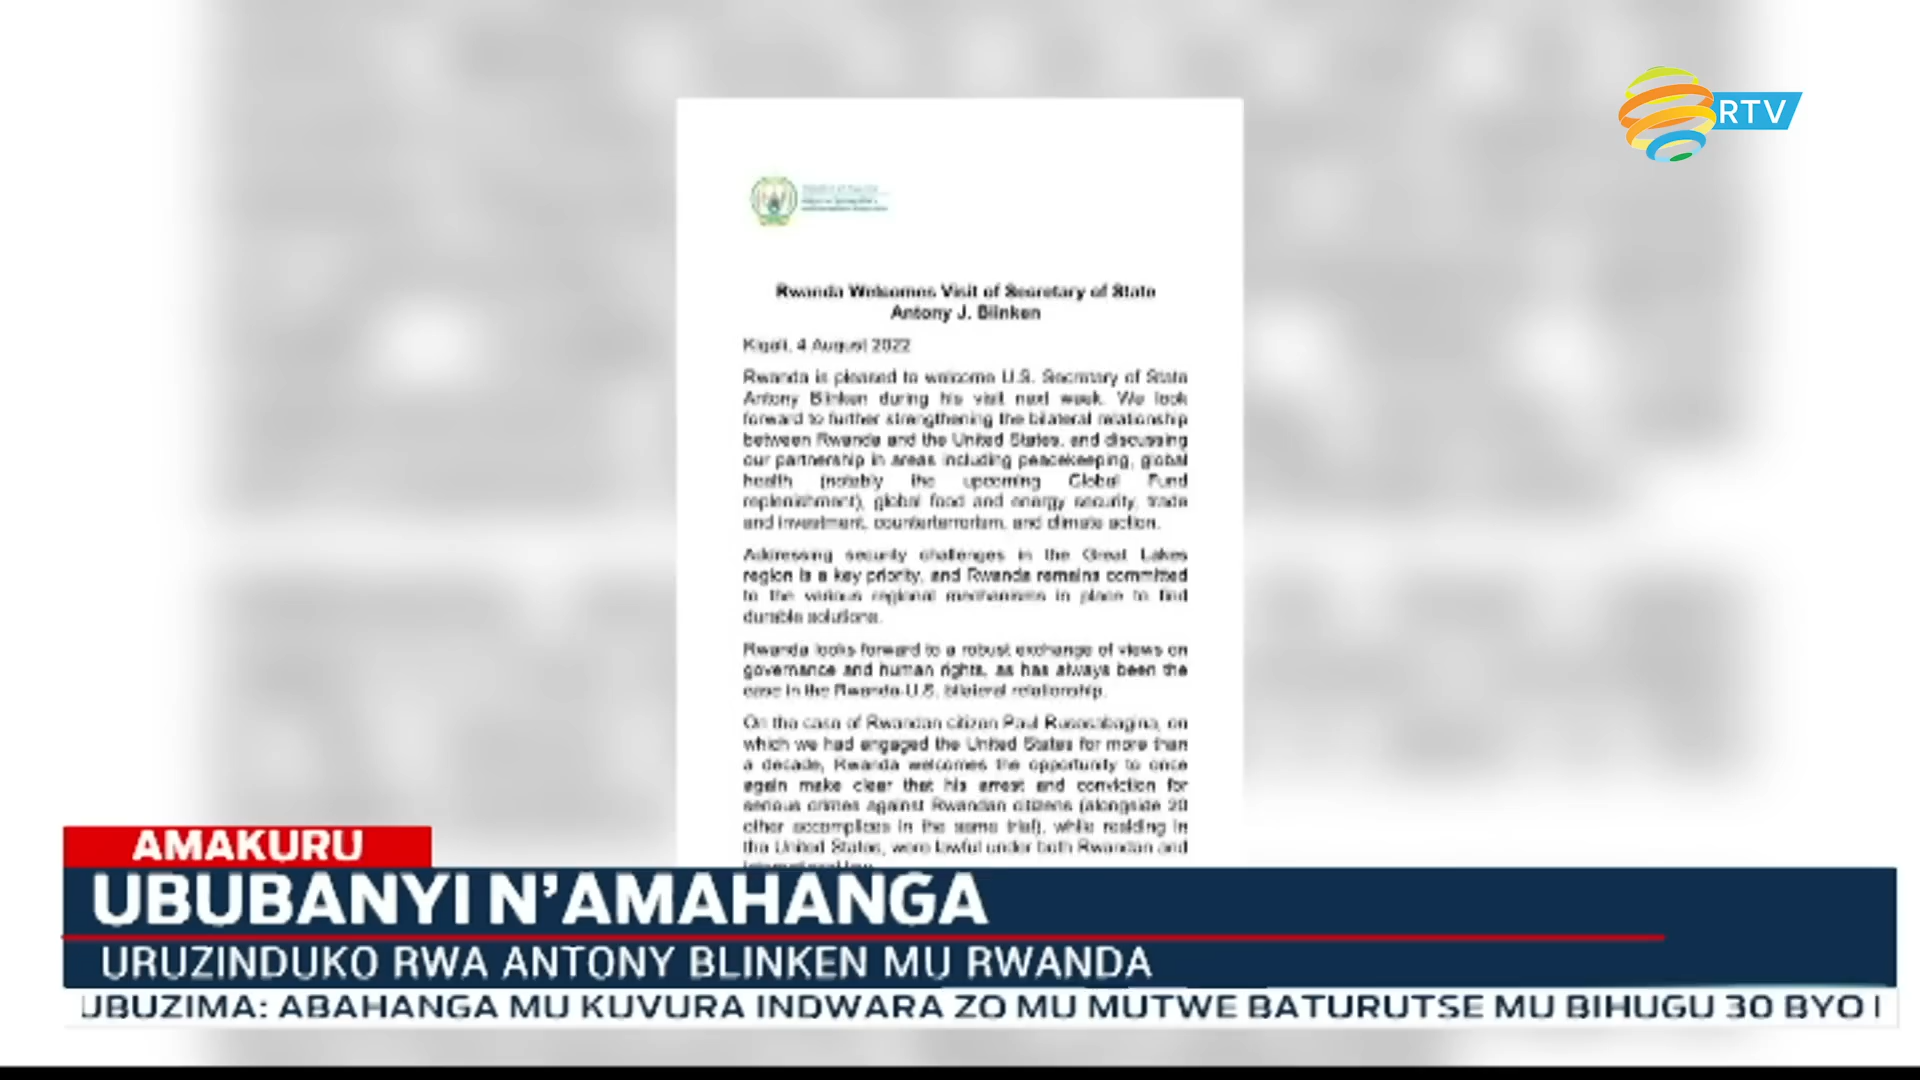 RTV
Rwanda Welcomes Visit of Secretary of State
Antony J. Blinken
Kigali, 4 August 2022
Rwanda is pleased to welcome U.S. Secretary of State
Antony Blinken during his visit next week. We look
forward to further strengthening the bilateral relationship
between Rwanda and the United States, and discussing
our partnership in areas including peacekeeping, global
health (notably the upcoming Global Fund
replenishment), global food and energy security, trade
and investment, counterterrorism, and climate action.
Addressing security challenges in the Great Lakes
region is a key priority, and Rwanda remains committed
to the various regional mechanisms in place to find
durable solutions.
Rwanda looks forward to a robust exchange of views on
governance and human rights, as has always been the
case in the Rwanda-U.S. bilateral relationship.
On the case of Rwandan citizen Paul Rusesabagina, on
which we had engaged the United States for more than
a decade, Rwanda welcomes the opportunity to once
again make clear that his arrest and conviction for
serious crimes against Rwandan citizens (alongside 20
other accomplices in the same trial), while residing in
the United States, were lawful under both Rwandan and
AMAKURU
UBUBANYI N'AMAHANGA
URUZINDUKO RWA ANTONY BLINKEN MU RWANDA
UBUZIMA: ABAHANGA MU KUVURA INDWARA ZO MU MUTWE BATURUTSE MU BIHUGU 30 BYO